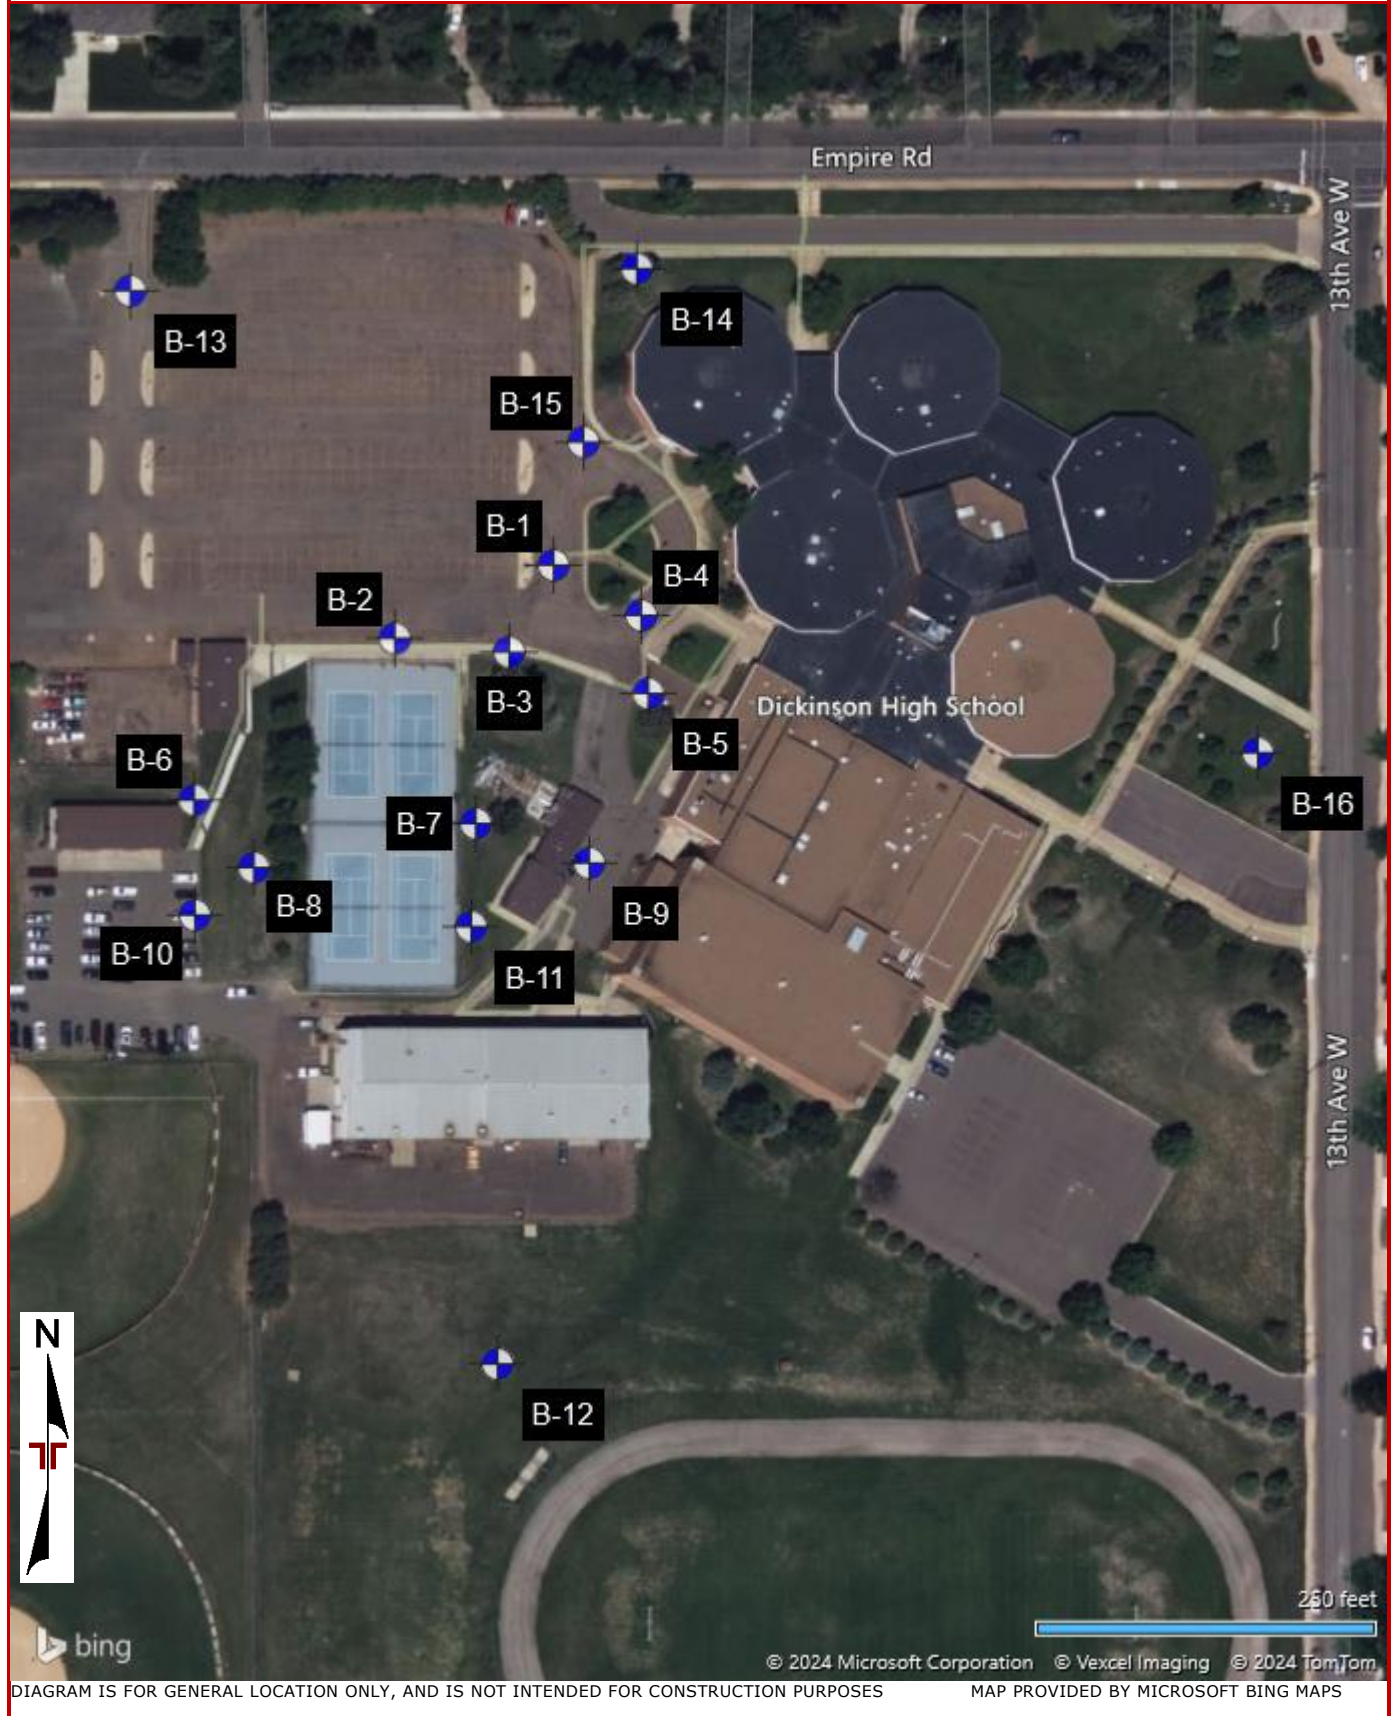 Empire Rd
13th Ave W
B-14
B-13
B-15
B-1
B-4
B-2
B-3
Dickinson High School
B-5
B-6
B-16
B-7
B-8
B-9
B-10
B-11
13th Ave W
N
B-12
250 feet
bing
© 2024 Microsoft Corporation © Vexcel Imaging © 2024 TomTom
DIAGRAM IS FOR GENERAL LOCATION ONLY, AND IS NOT INTENDED FOR CONSTRUCTION PURPOSES MAP PROVIDED BY MICROSOFT BING MAPS